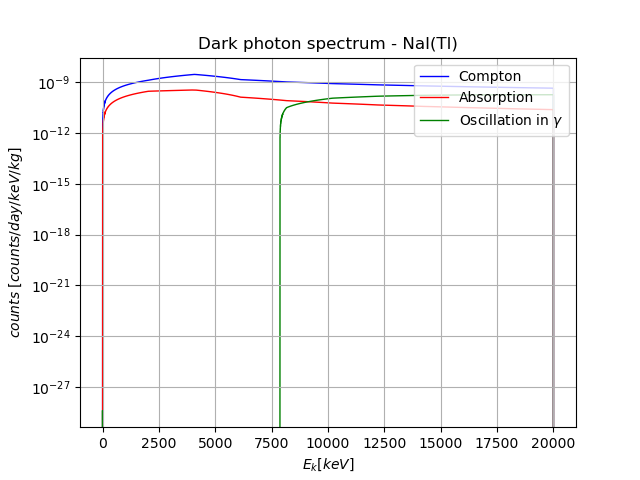 Dark photon spectrum - NaI(Tl)
Compton
Absorption
Oscillation in γ
counts [counts/day/keV/kg]
10⁻⁹
10⁻¹²
10⁻¹⁵
10⁻¹⁸
10⁻²¹
10⁻²⁴
10⁻²⁷
0 2500 5000 7500 10000 12500 15000 17500 20000
Eₖ[keV]